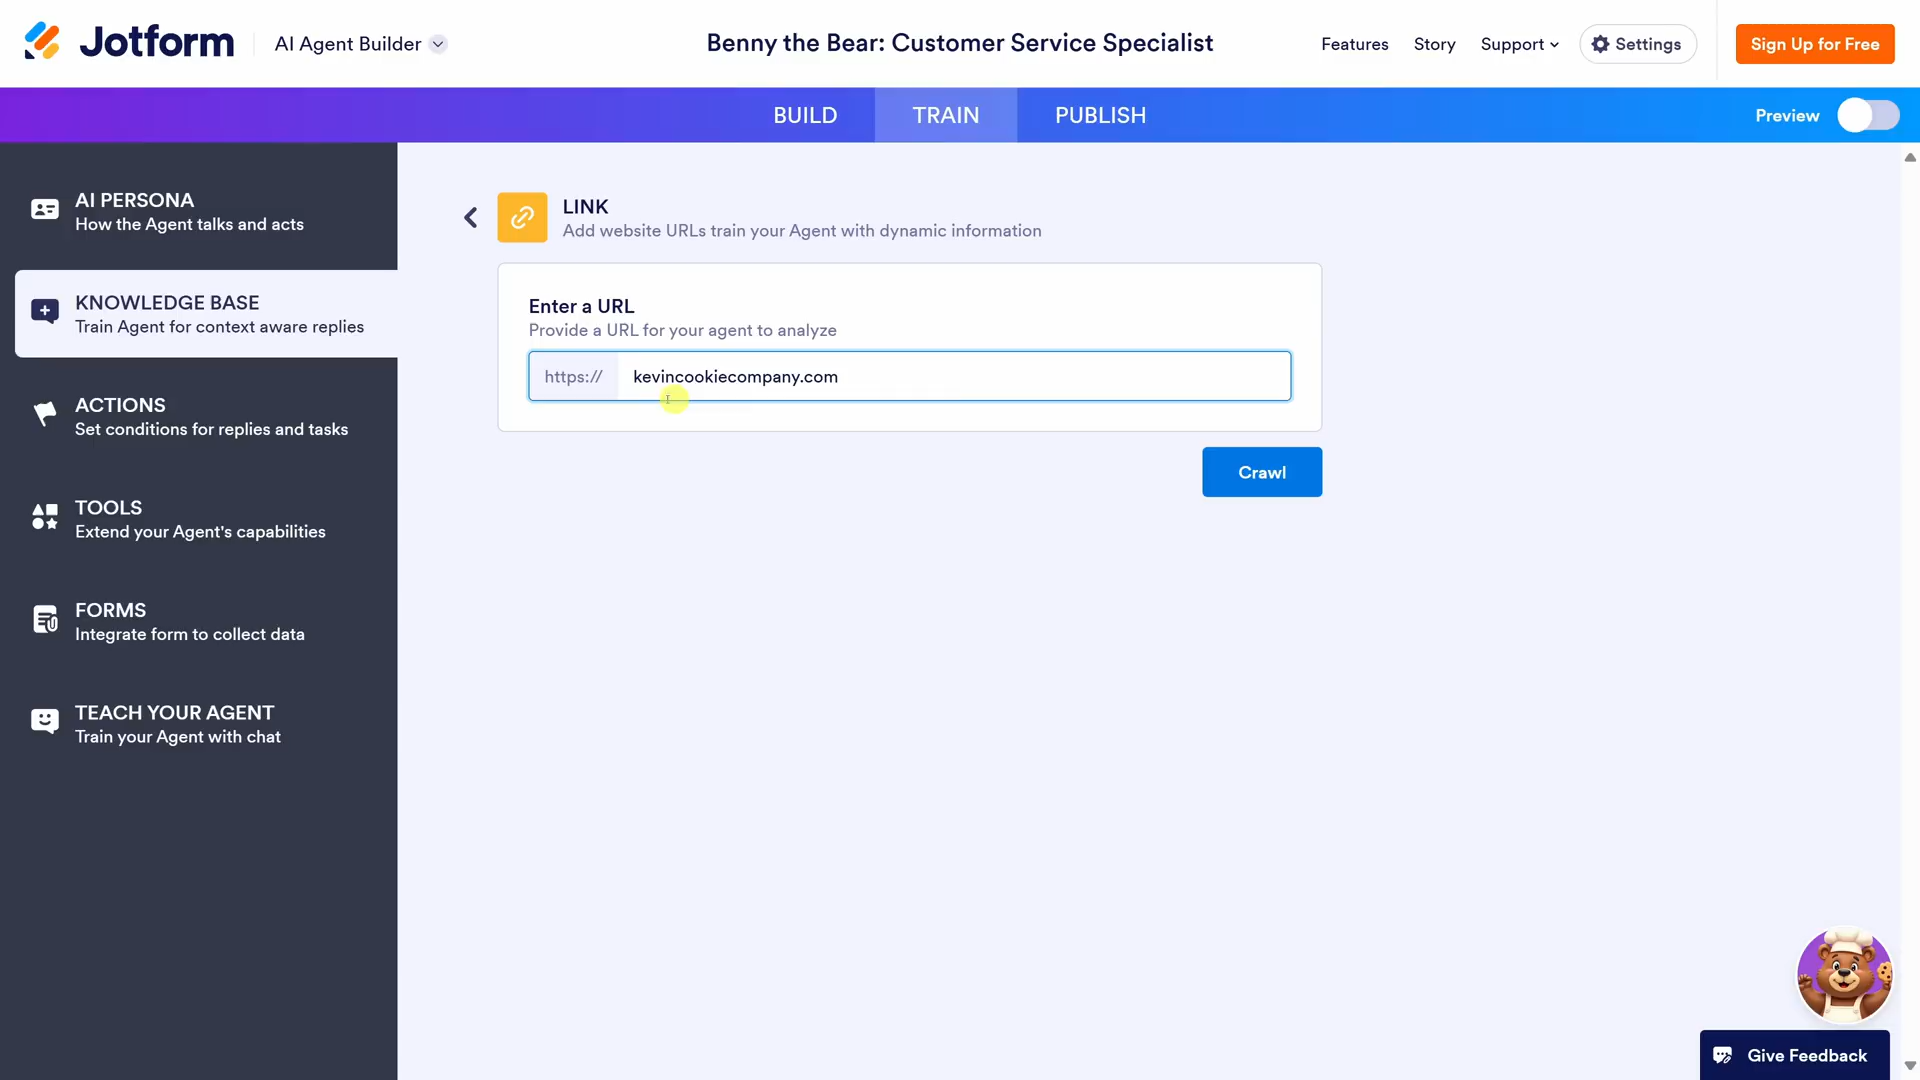 Jotform
AI Agent Builder
Benny the Bear: Customer Service Specialist
Features
Story
Support
Settings
Sign Up for Free
BUILD
TRAIN
PUBLISH
Preview
AI PERSONA
How the Agent talks and acts
KNOWLEDGE BASE
Train Agent for context aware replies
ACTIONS
Set conditions for replies and tasks
TOOLS
Extend your Agent's capabilities
FORMS
Integrate form to collect data
TEACH YOUR AGENT
Train your Agent with chat
LINK
Add website URLs train your Agent with dynamic information
Enter a URL
Provide a URL for your agent to analyze
https:// kevincookiecompany.com
Crawl
Give Feedback